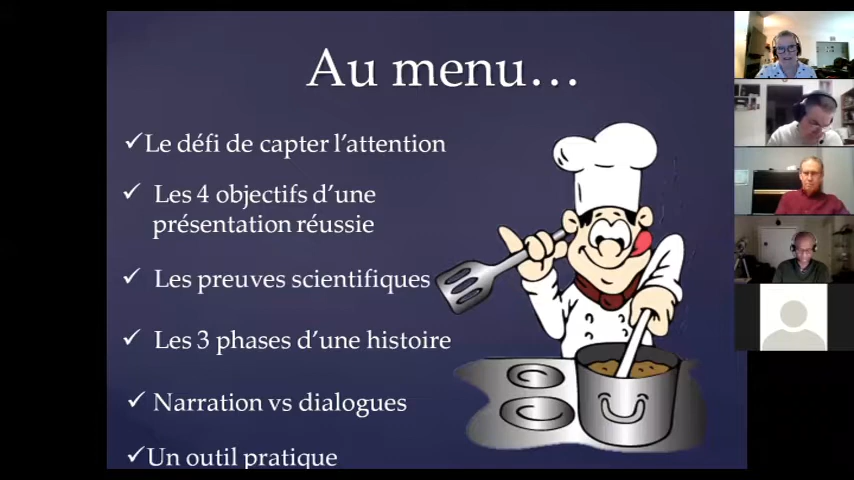 Au menu…
✓Le défi de capter l’attention
✓ Les 4 objectifs d’une
présentation réussie
✓ Les preuves scientifiques
✓ Les 3 phases d’une histoire
✓ Narration vs dialogues
✓Un outil pratique